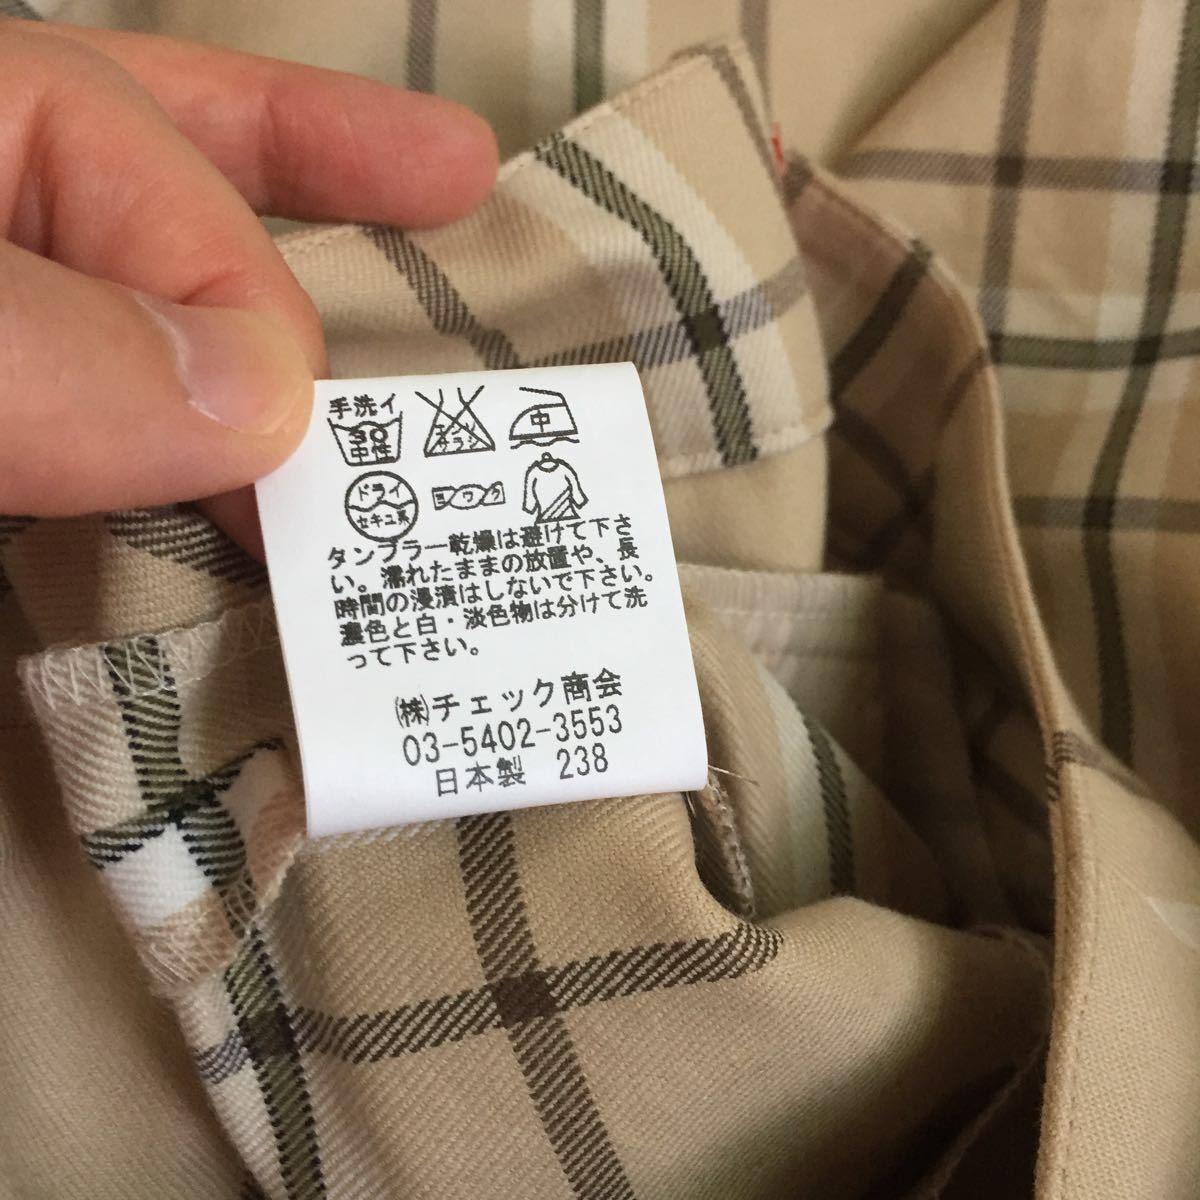 手洗イ
30
中性
エンソ
サラシ
中
ドライ
セキユ系
ヨワク
タンブラー乾燥は避けて下さ
い。濡れたままの放置や、長
時間の浸漬はしないで下さい。
濃色と白・淡色物は分けて洗
って下さい。
㈱チェック商会
03-5402-3553
日本製 238